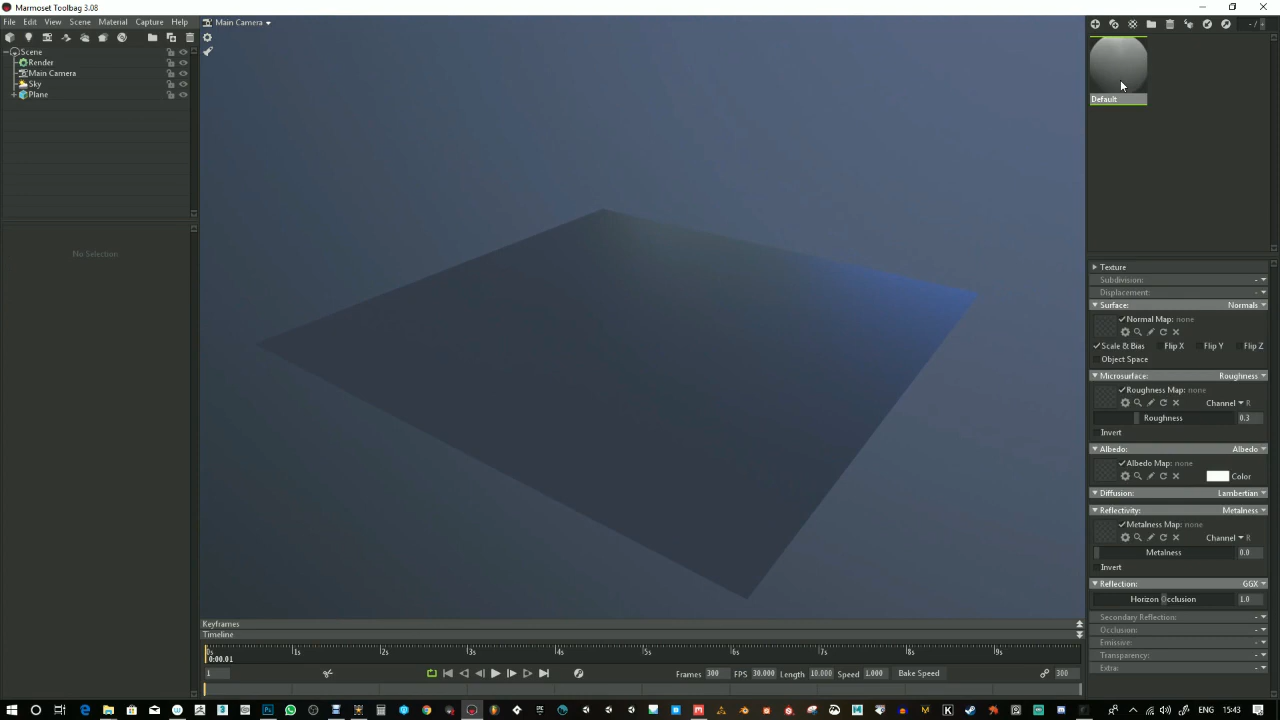 Marmoset Toolbag 3.08
File Edit View Scene Material Capture Help
Main Camera
- /
Scene
Render
Main Camera
Sky
Plane
No Selection
Default
Texture
Subdivision: -
Displacement: -
Surface: Normals
Normal Map: none
Scale & Bias Flip X Flip Y Flip Z
Object Space
Microsurface: Roughness
Roughness Map: none
Channel R
Roughness 0.3
Invert
Albedo: Albedo
Albedo Map: none
Color
Diffusion: Lambertian
Reflectivity: Metalness
Metalness Map: none
Channel R
Metalness 0.0
Invert
Reflection: GGX
Horizon Occlusion 1.0
Secondary Reflection: -
Occlusion: -
Emissive: -
Transparency: -
Extra: -
Keyframes
Timeline
0s 1s 2s 3s 4s 5s 6s 7s 8s 9s
0:00.01
1 Frames 300 FPS 30.000 Length 10.000 Speed 1.000 Bake Speed 300
ENG 15:43